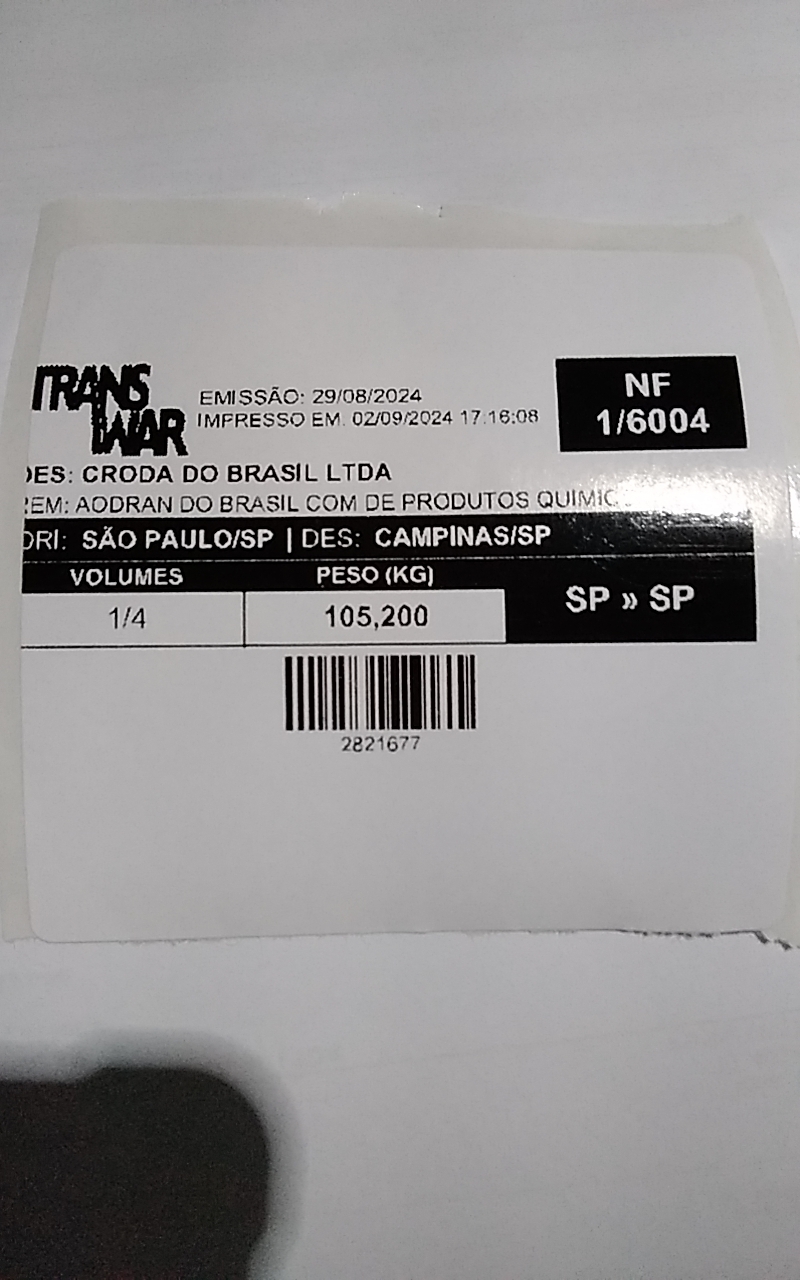 TRANS
WAR
EMISSÃO: 29/08/2024
IMPRESSO EM: 02/09/2024 17:16:08
NF
1/6004
DES: CRODA DO BRASIL LTDA
REM: AODRAN DO BRASIL COM DE PRODUTOS QUIMIC
ORI: SÃO PAULO/SP | DES: CAMPINAS/SP
VOLUMES PESO (KG)
1/4 105,200 SP » SP
2821677